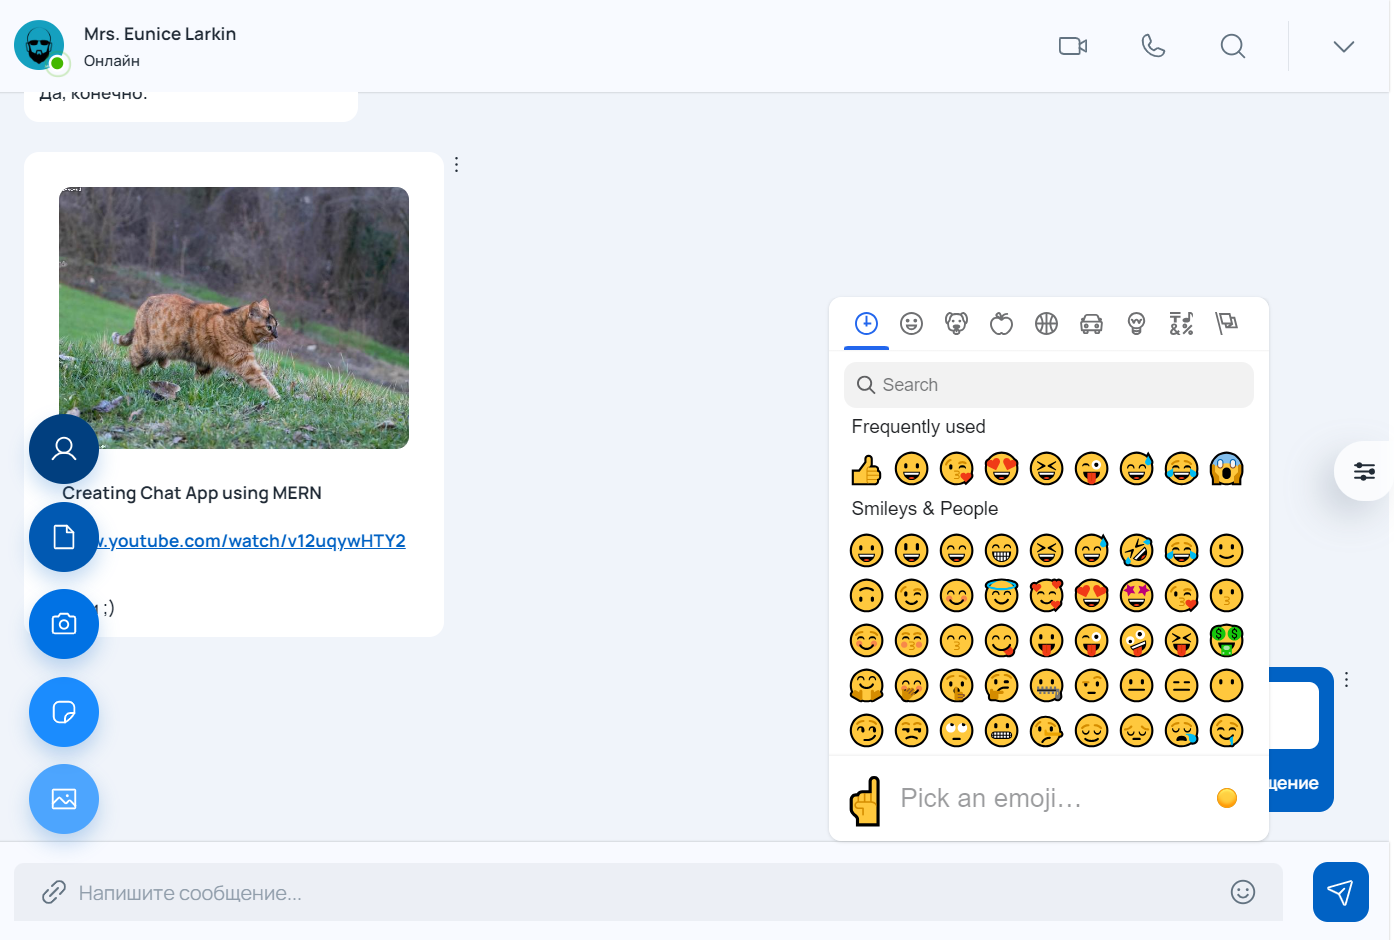 Mrs. Eunice Larkin
Онлайн
Да, конечно.
Creating Chat App using MERN
.youtube.com/watch/v12uqywHTY2
;)
Search
Frequently used
Smileys & People
Pick an emoji…
щение
Напишите сообщение...